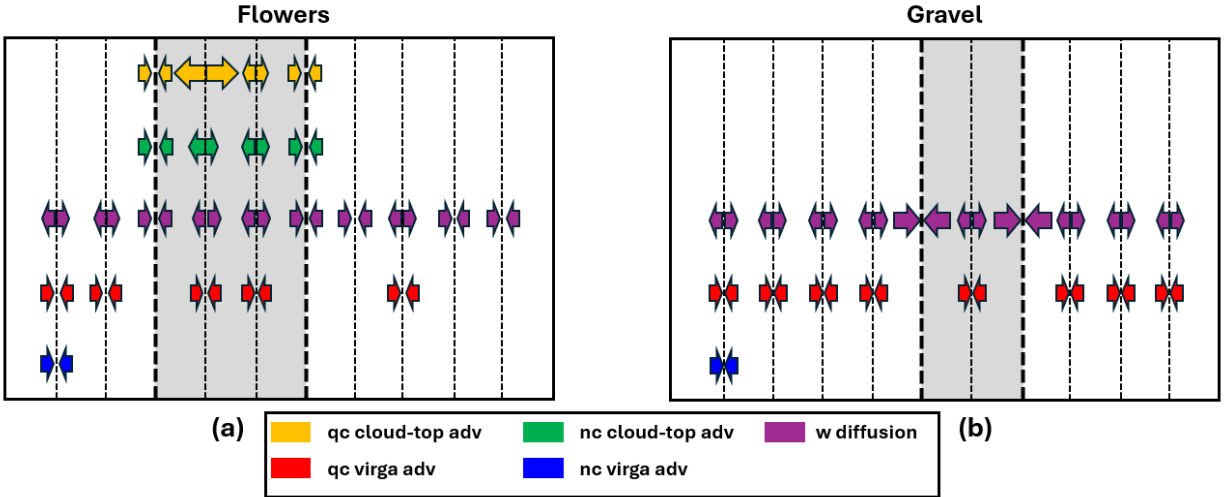 Flowers
Gravel
(a)
(b)
qc cloud-top adv
nc cloud-top adv
w diffusion
qc virga adv
nc virga adv